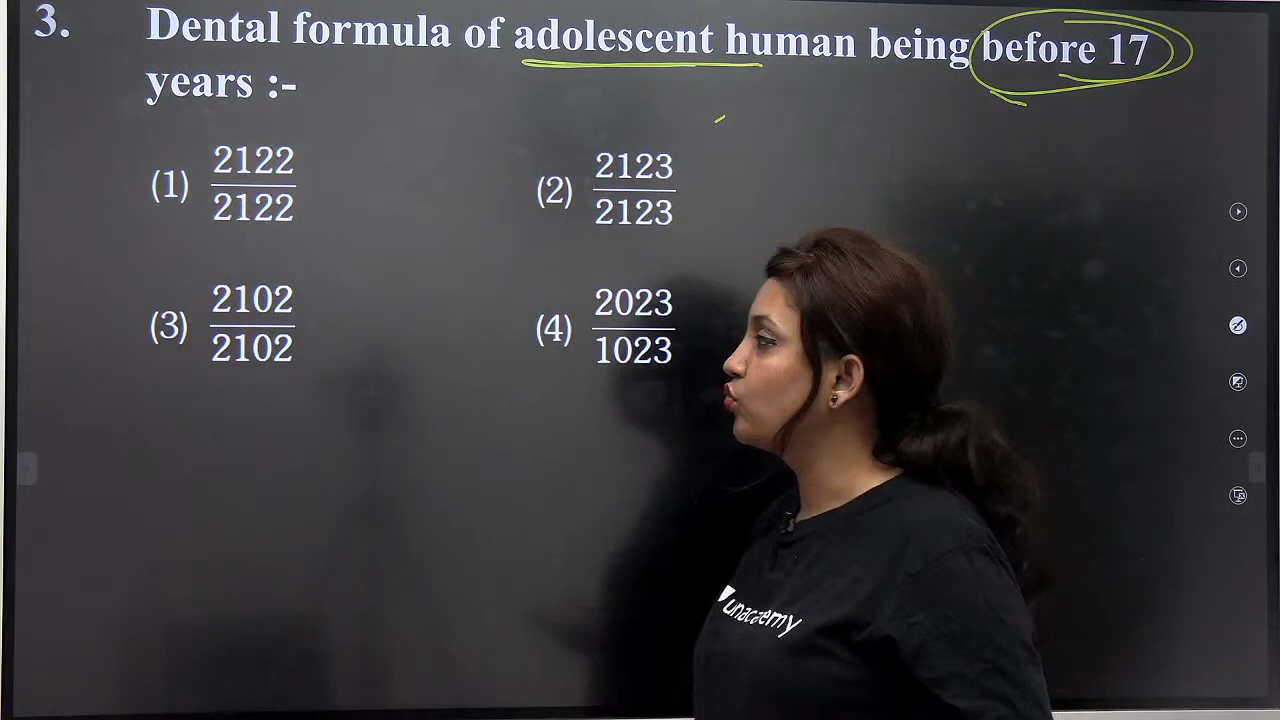 3. Dental formula of adolescent human being before 17
years :-
(1) 2122
2122
(2) 2123
2123
(3) 2102
2102
(4) 2023
1023
unacademy